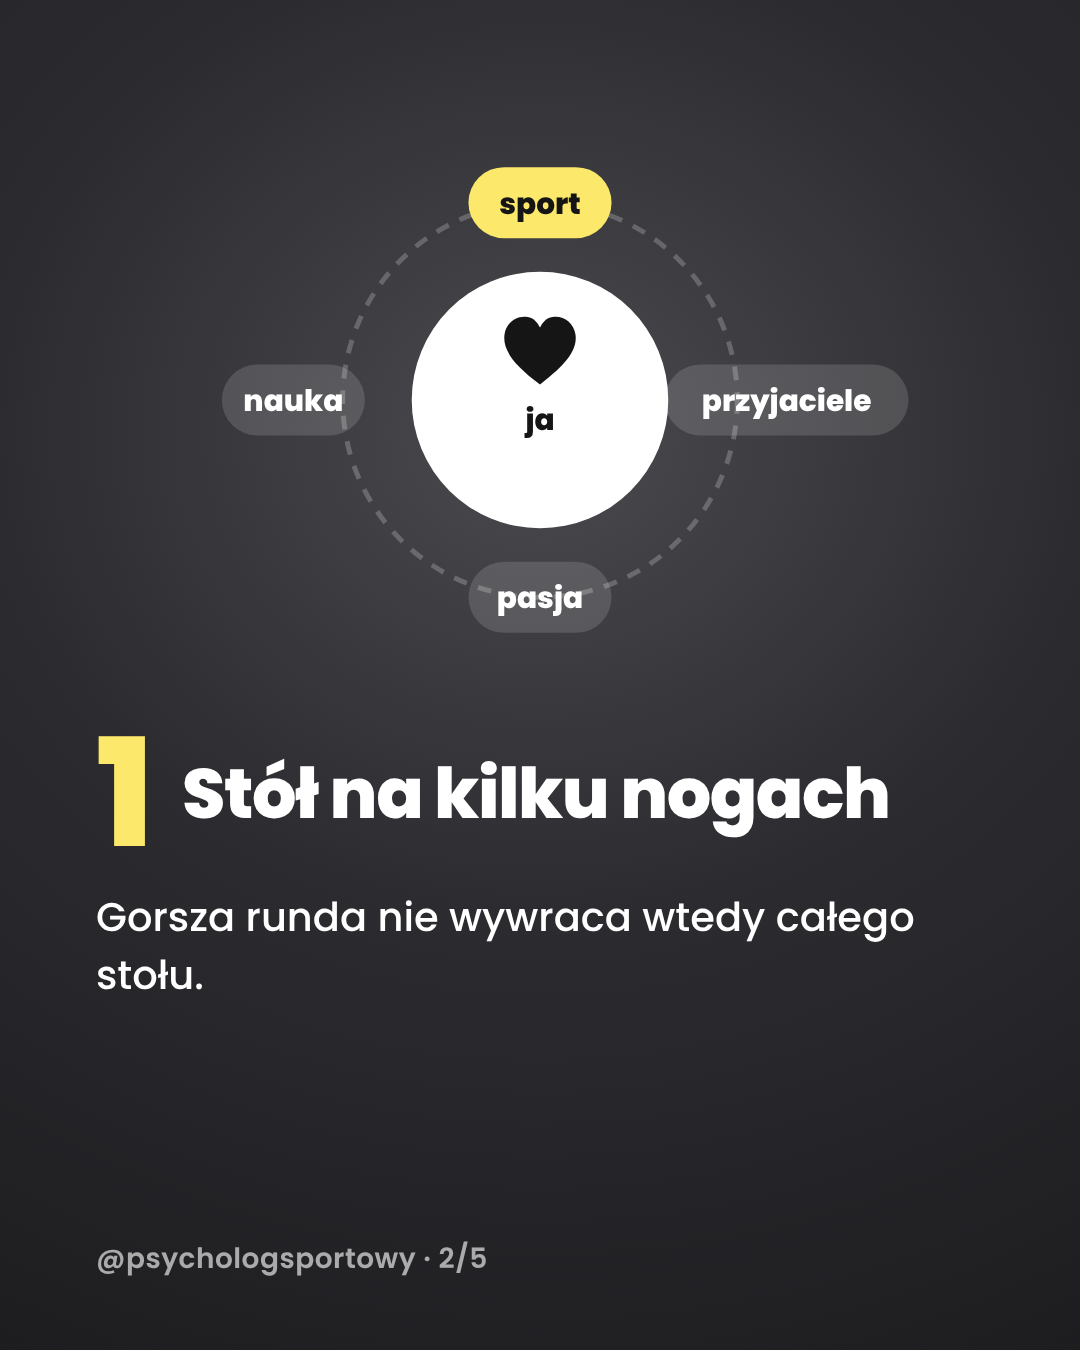 sport
ja
nauka
przyjaciele
pasja
1 Stół na kilku nogach
Gorsza runda nie wywraca wtedy całego
stołu.
@psychologsportowy · 2/5